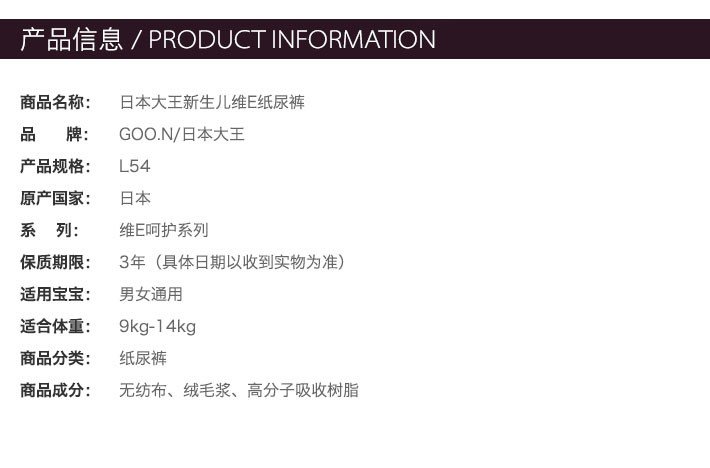 产品信息 / PRODUCT INFORMATION
商品名称： 日本大王新生儿维E纸尿裤
品 牌： GOO.N/日本大王
产品规格： L54
原产国家： 日本
系 列： 维E呵护系列
保质期限： 3年（具体日期以收到实物为准）
适用宝宝： 男女通用
适合体重： 9kg-14kg
商品分类： 纸尿裤
商品成分： 无纺布、绒毛浆、高分子吸收树脂